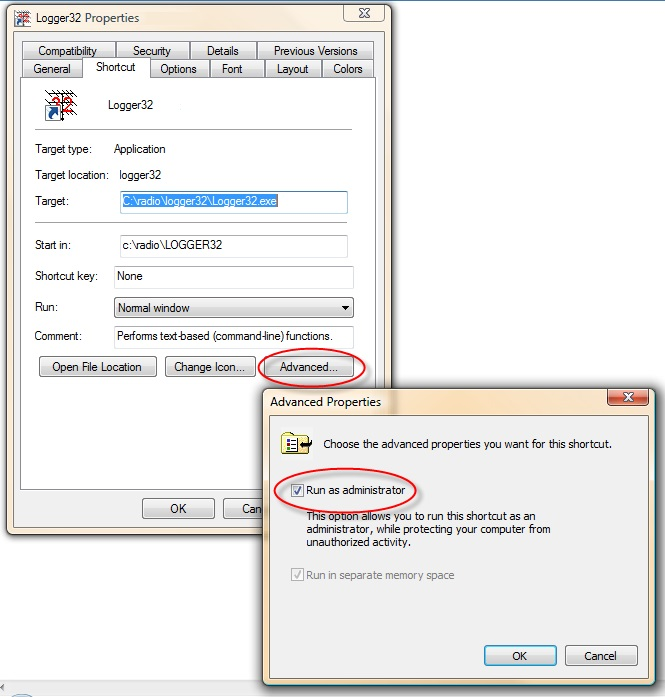 Logger32 Properties
Compatibility Security Details Previous Versions
General Shortcut Options Font Layout Colors
Logger32
Target type: Application
Target location: logger32
Target: C:\radio\logger32\Logger32.exe
Start in: c:\radio\LOGGER32
Shortcut key: None
Run: Normal window
Comment: Performs text-based (command-line) functions.
Open File Location Change Icon... Advanced...
OK Can
Advanced Properties
Choose the advanced properties you want for this shortcut.
Run as administrator
This option allows you to run this shortcut as an
administrator, while protecting your computer from
unauthorized activity.
Run in separate memory space
OK Cancel